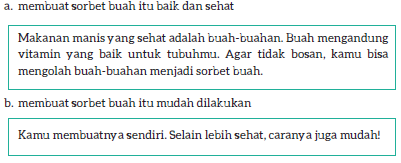 a. membuat sorbet buah itu baik dan sehat
Makanan manis yang sehat adalah buah-buahan. Buah mengandung
vitamin yang baik untuk tubuhmu. Agar tidak bosan, kamu bisa
mengolah buah-buahan menjadi sorbet buah.
b. membuat sorbet buah itu mudah dilakukan
Kamu membuatnya sendiri. Selain lebih sehat, caranya juga mudah!